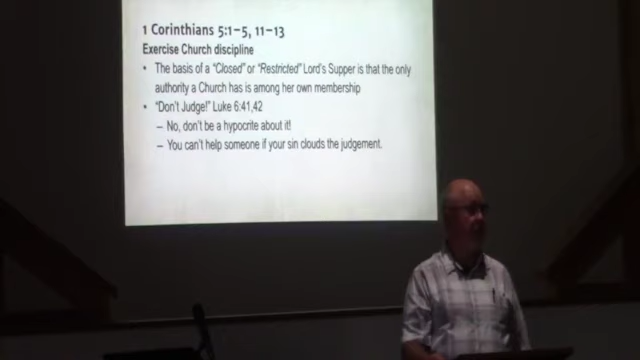 1 Corinthians 5:1–5, 11–13
Exercise Church discipline
• The basis of a “Closed” or “Restricted” Lord’s Supper is that the only
authority a Church has is among her own membership
• “Don’t Judge!” Luke 6:41,42
– No, don’t be a hypocrite about it!
– You can’t help someone if your sin clouds the judgement.